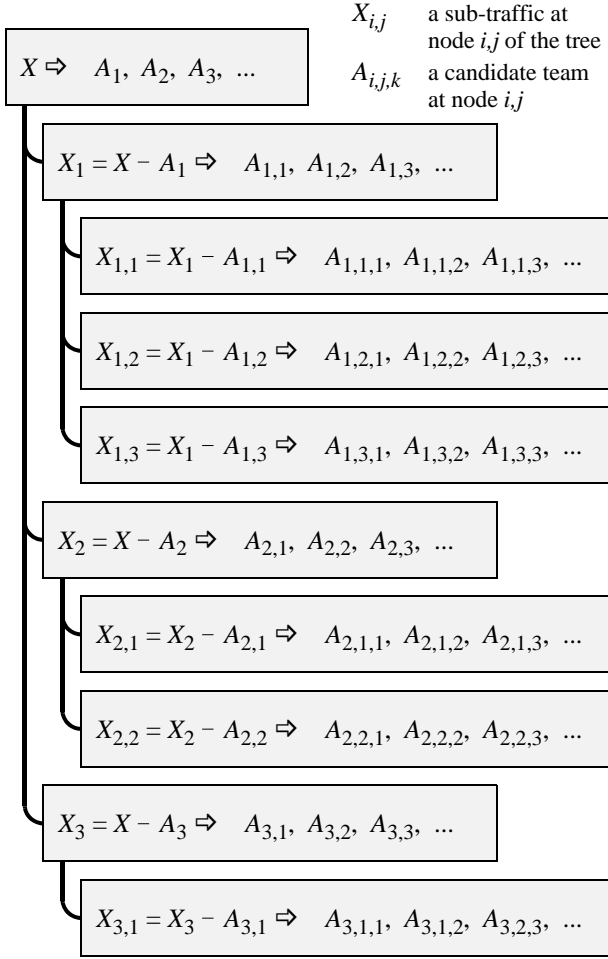 X_{i,j} a sub-traffic at
node i,j of the tree
A_{i,j,k} a candidate team
at node i,j
X ⇨ A_1, A_2, A_3, ...
X_1 = X − A_1 ⇨ A_{1,1}, A_{1,2}, A_{1,3}, ...
X_{1,1} = X_1 − A_{1,1} ⇨ A_{1,1,1}, A_{1,1,2}, A_{1,1,3}, ...
X_{1,2} = X_1 − A_{1,2} ⇨ A_{1,2,1}, A_{1,2,2}, A_{1,2,3}, ...
X_{1,3} = X_1 − A_{1,3} ⇨ A_{1,3,1}, A_{1,3,2}, A_{1,3,3}, ...
X_2 = X − A_2 ⇨ A_{2,1}, A_{2,2}, A_{2,3}, ...
X_{2,1} = X_2 − A_{2,1} ⇨ A_{2,1,1}, A_{2,1,2}, A_{2,1,3}, ...
X_{2,2} = X_2 − A_{2,2} ⇨ A_{2,2,1}, A_{2,2,2}, A_{2,2,3}, ...
X_3 = X − A_3 ⇨ A_{3,1}, A_{3,2}, A_{3,3}, ...
X_{3,1} = X_3 − A_{3,1} ⇨ A_{3,1,1}, A_{3,1,2}, A_{3,2,3}, ...